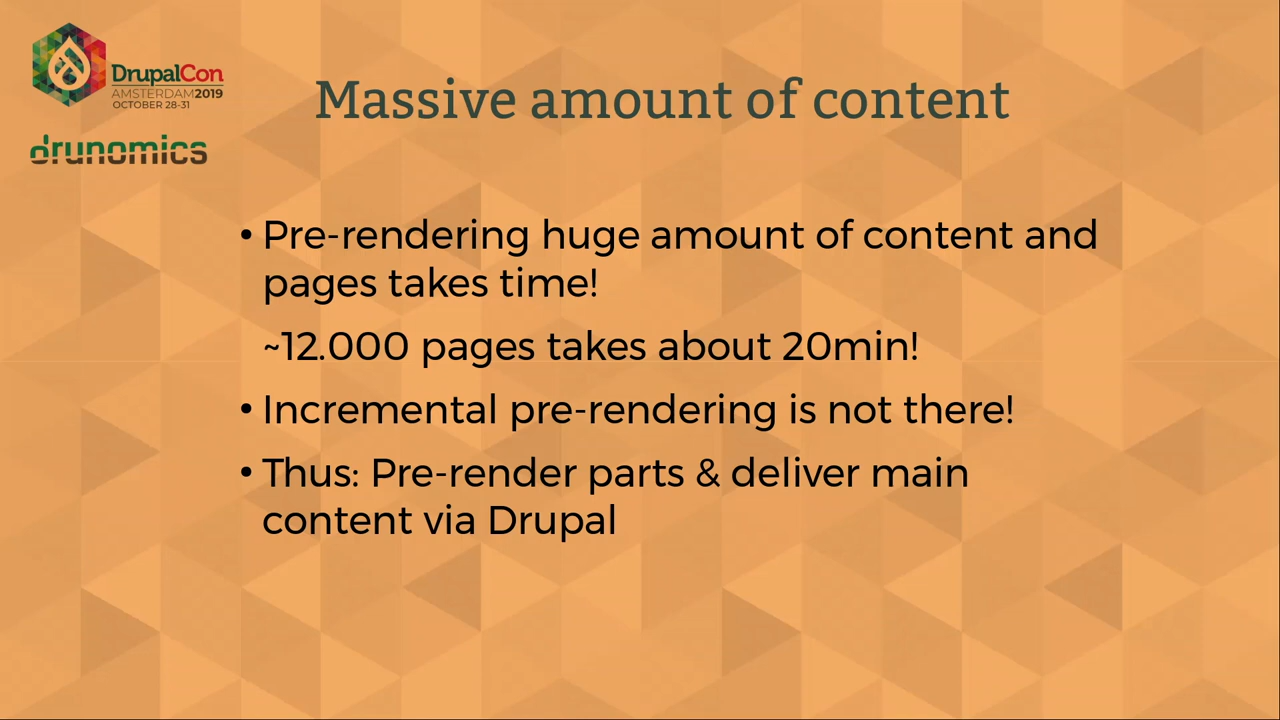 DrupalCon
AMSTERDAM2019
OCTOBER 28-31
drunomics
Massive amount of content
• Pre-rendering huge amount of content and
pages takes time!
~12.000 pages takes about 20min!
• Incremental pre-rendering is not there!
• Thus: Pre-render parts & deliver main
content via Drupal